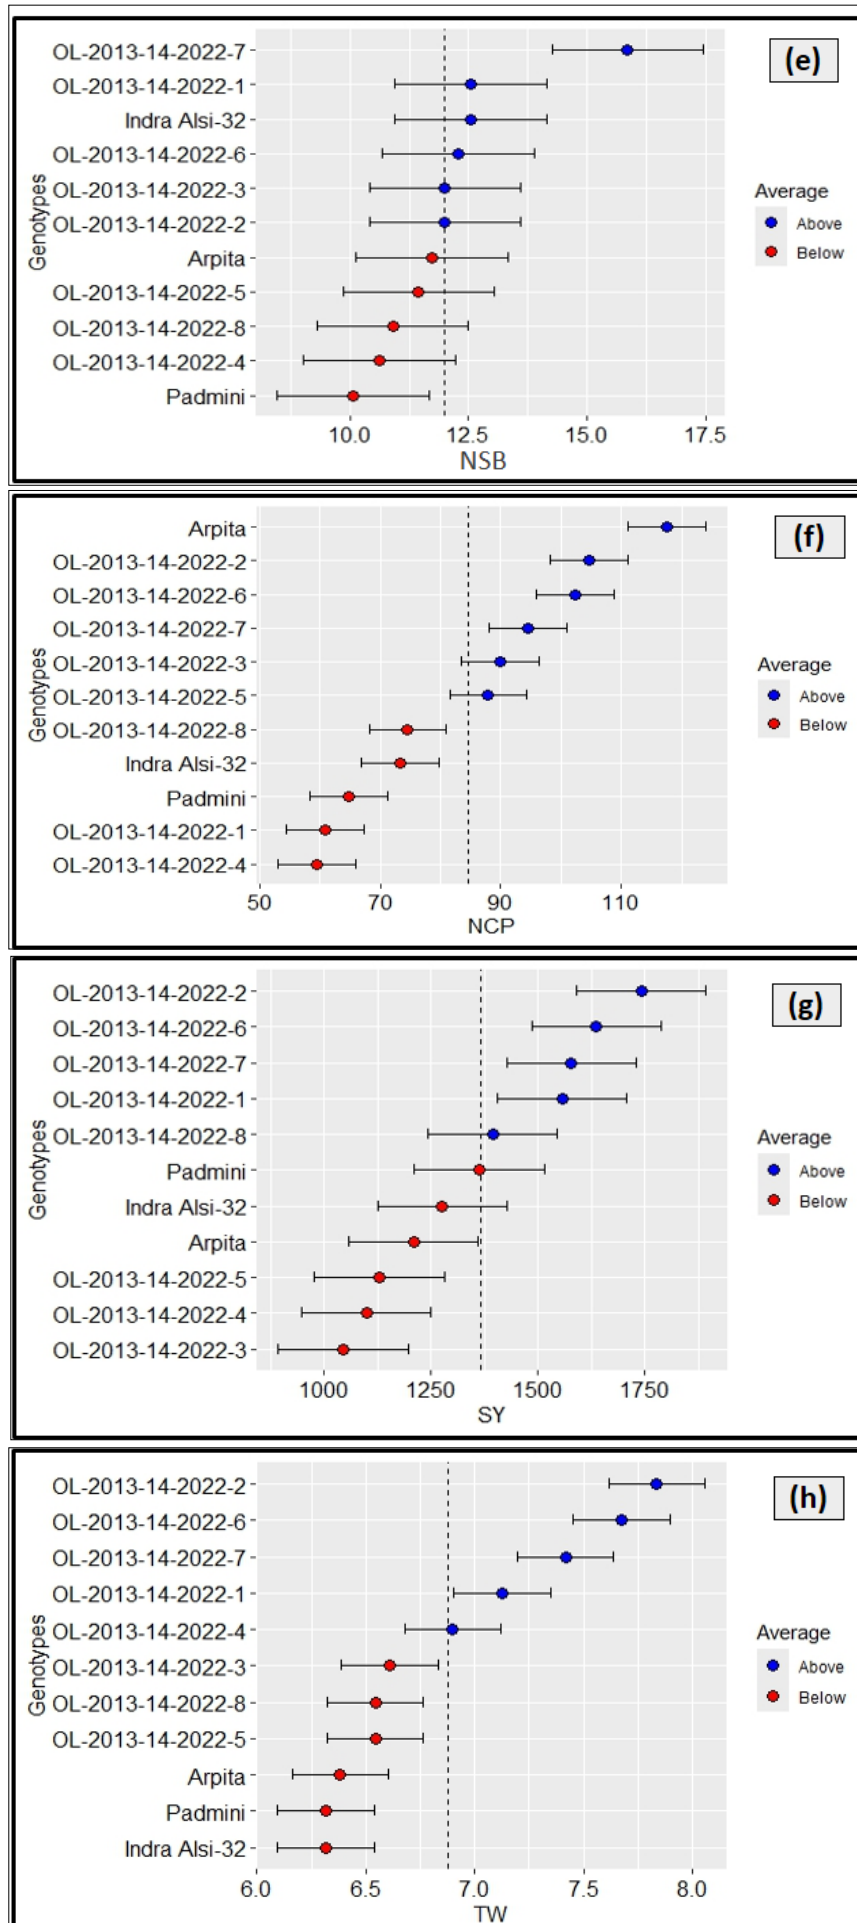 (e)
OL-2013-14-2022-7
OL-2013-14-2022-1
Indra Alsi-32
OL-2013-14-2022-6
OL-2013-14-2022-3
OL-2013-14-2022-2
Arpita
OL-2013-14-2022-5
OL-2013-14-2022-8
OL-2013-14-2022-4
Padmini
Genotypes
10.0 12.5 15.0 17.5
NSB
Average
Above
Below
(f)
Arpita
OL-2013-14-2022-2
OL-2013-14-2022-6
OL-2013-14-2022-7
OL-2013-14-2022-3
OL-2013-14-2022-5
OL-2013-14-2022-8
Indra Alsi-32
Padmini
OL-2013-14-2022-1
OL-2013-14-2022-4
Genotypes
50 70 90 110
NCP
Average
Above
Below
(g)
OL-2013-14-2022-2
OL-2013-14-2022-6
OL-2013-14-2022-7
OL-2013-14-2022-1
OL-2013-14-2022-8
Padmini
Indra Alsi-32
Arpita
OL-2013-14-2022-5
OL-2013-14-2022-4
OL-2013-14-2022-3
Genotypes
1000 1250 1500 1750
SY
Average
Above
Below
(h)
OL-2013-14-2022-2
OL-2013-14-2022-6
OL-2013-14-2022-7
OL-2013-14-2022-1
OL-2013-14-2022-4
OL-2013-14-2022-3
OL-2013-14-2022-8
OL-2013-14-2022-5
Arpita
Padmini
Indra Alsi-32
Genotypes
6.0 6.5 7.0 7.5 8.0
TW
Average
Above
Below